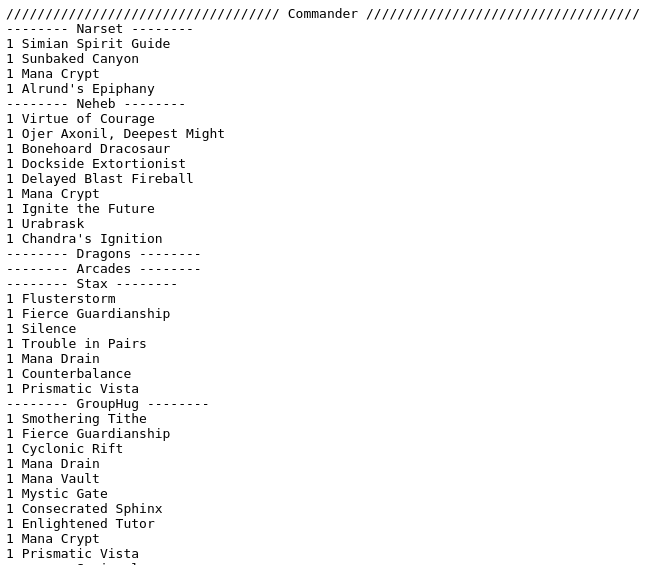 /////////////////////////////////// Commander ///////////////////////////////////
-------- Narset --------
1 Simian Spirit Guide
1 Sunbaked Canyon
1 Mana Crypt
1 Alrund's Epiphany
-------- Neheb --------
1 Virtue of Courage
1 Ojer Axonil, Deepest Might
1 Bonehoard Dracosaur
1 Dockside Extortionist
1 Delayed Blast Fireball
1 Mana Crypt
1 Ignite the Future
1 Urabrask
1 Chandra's Ignition
-------- Dragons --------
-------- Arcades --------
-------- Stax --------
1 Flusterstorm
1 Fierce Guardianship
1 Silence
1 Trouble in Pairs
1 Mana Drain
1 Counterbalance
1 Prismatic Vista
-------- GroupHug --------
1 Smothering Tithe
1 Fierce Guardianship
1 Cyclonic Rift
1 Mana Drain
1 Mana Vault
1 Mystic Gate
1 Consecrated Sphinx
1 Enlightened Tutor
1 Mana Crypt
1 Prismatic Vista